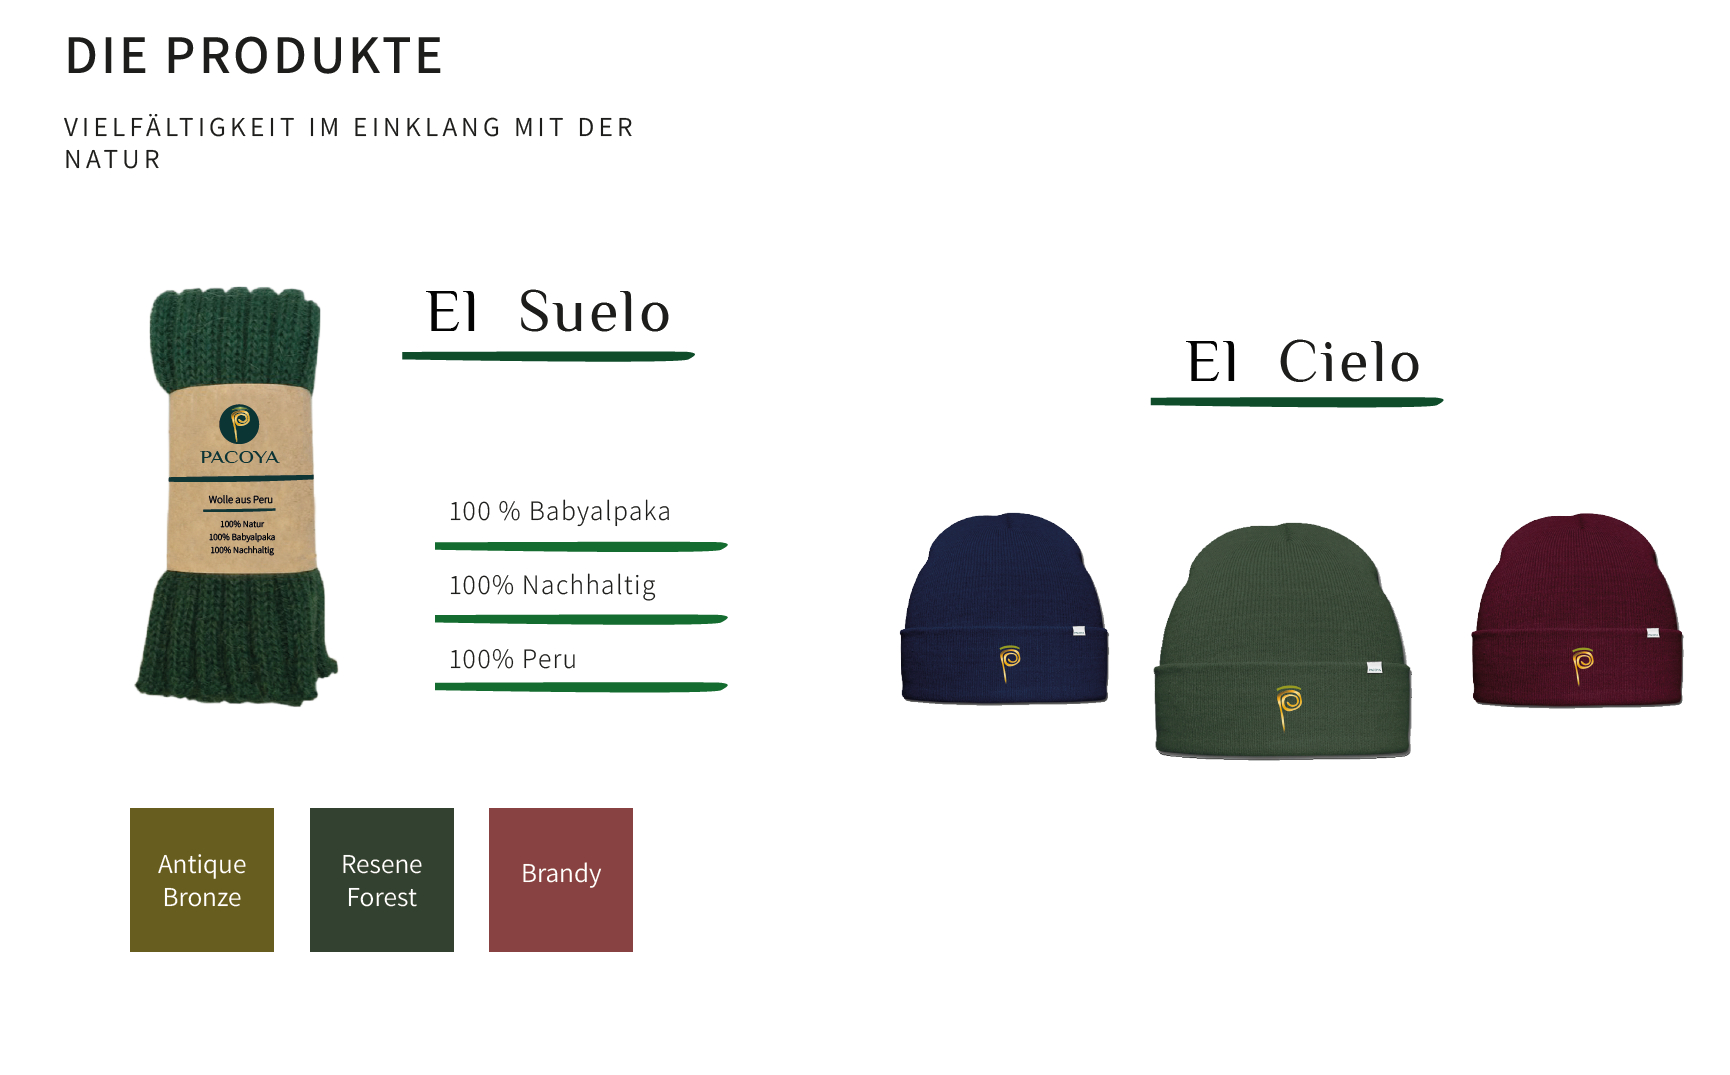 DIE PRODUKTE
VIELFÄLTIGKEIT IM EINKLANG MIT DER
NATUR
El Suelo
PACOYA
Wolle aus Peru
100% Natur
100% Babyalpaka
100% Nachhaltig
100 % Babyalpaka
100% Nachhaltig
100% Peru
Antique
Bronze
Resene
Forest
Brandy
El Cielo
PACOYA